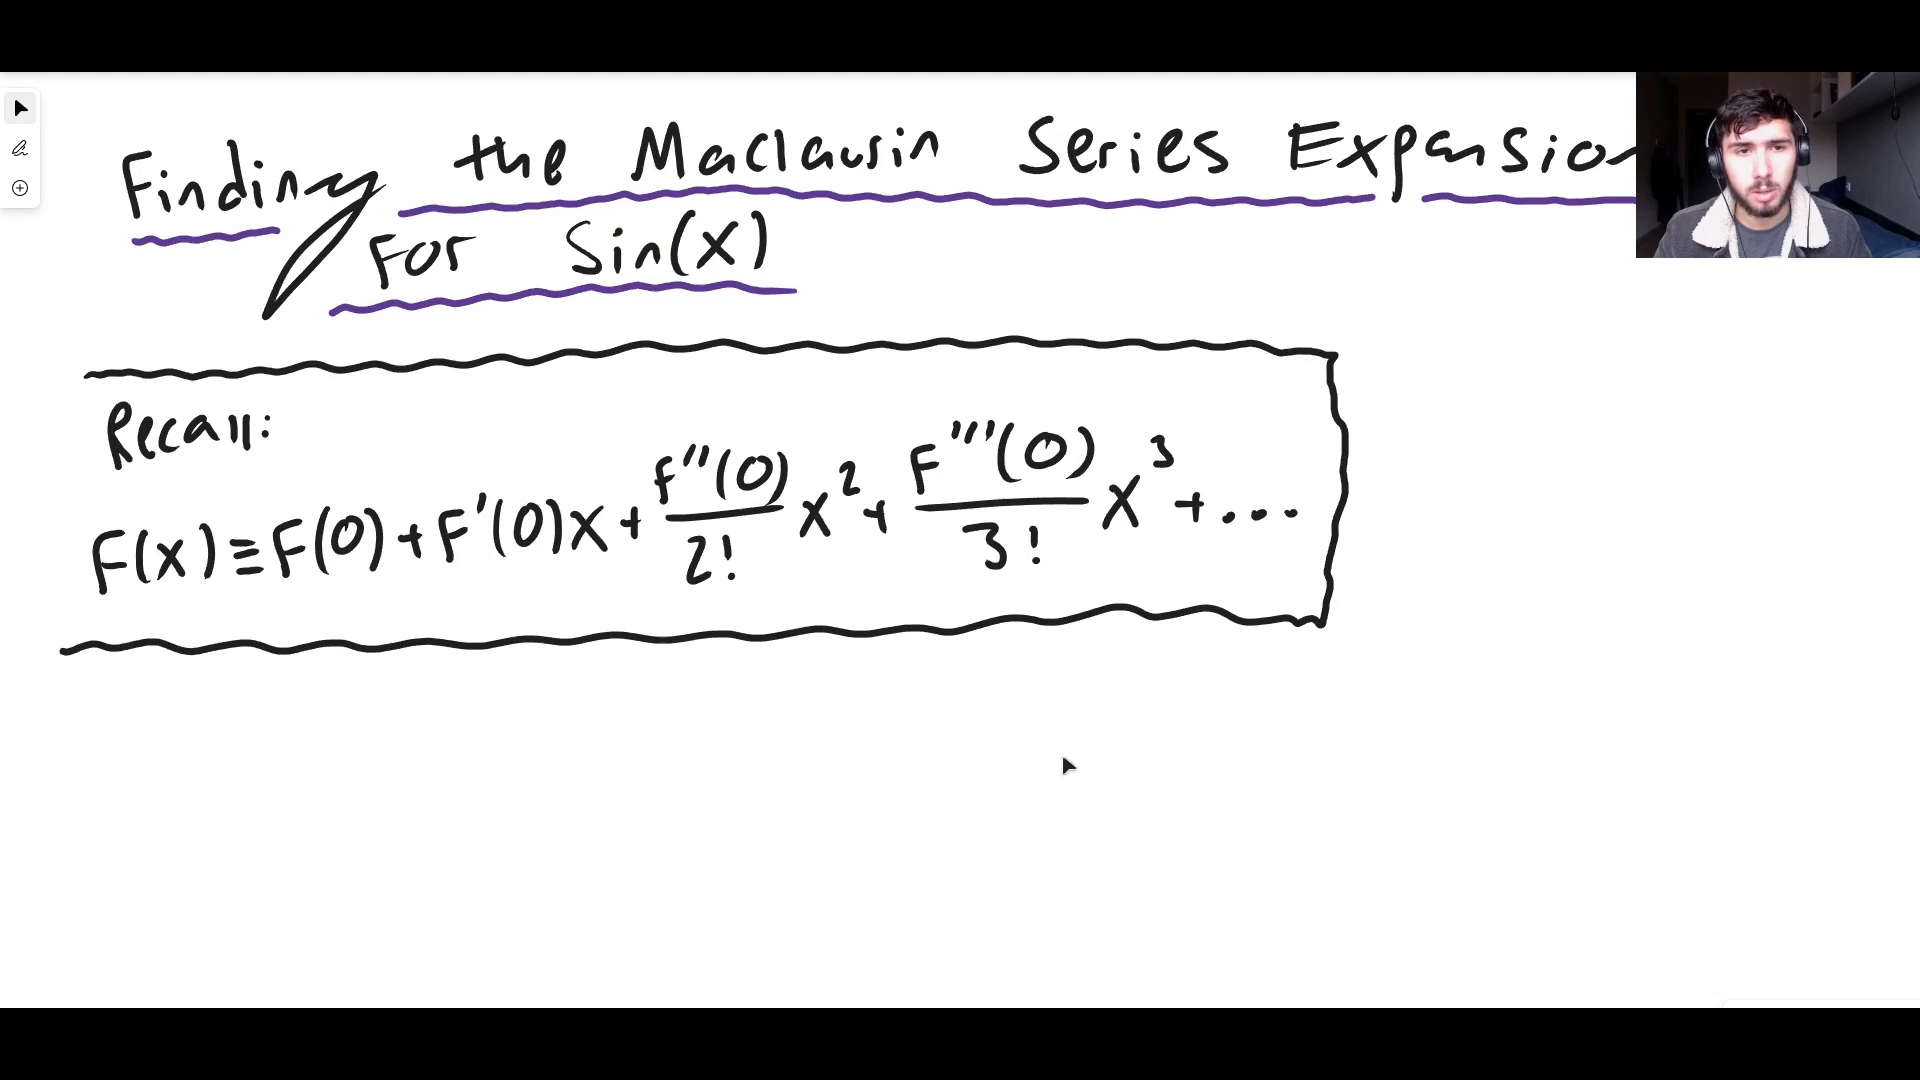 Finding the Maclaurin Series Expansion
For Sin(x)
Recall:
F(x)≡F(0)+F'(0)x+f''(0)/2! x²+F'''(0)/3! x³+...